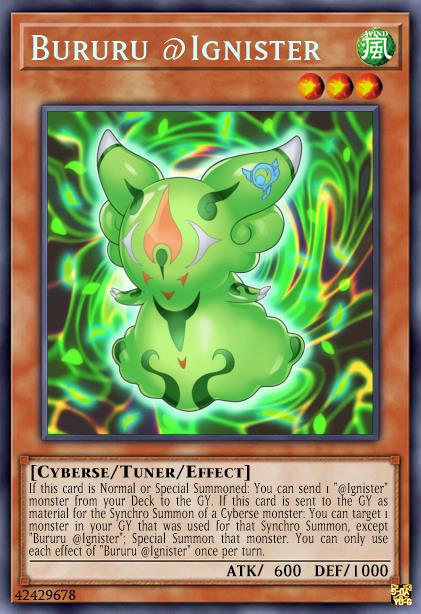 BURURU @IGNISTER
WIND
風
[CYBERSE/TUNER/EFFECT]
If this card is Normal or Special Summoned: You can send 1 "@Ignister"
monster from your Deck to the GY. If this card is sent to the GY as
material for the Synchro Summon of a Cyberse monster: You can target 1
monster in your GY that was used for that Synchro Summon, except
"Bururu @Ignister"; Special Summon that monster. You can only use
each effect of "Bururu @Ignister" once per turn.
ATK/ 600 DEF/1000
42429678